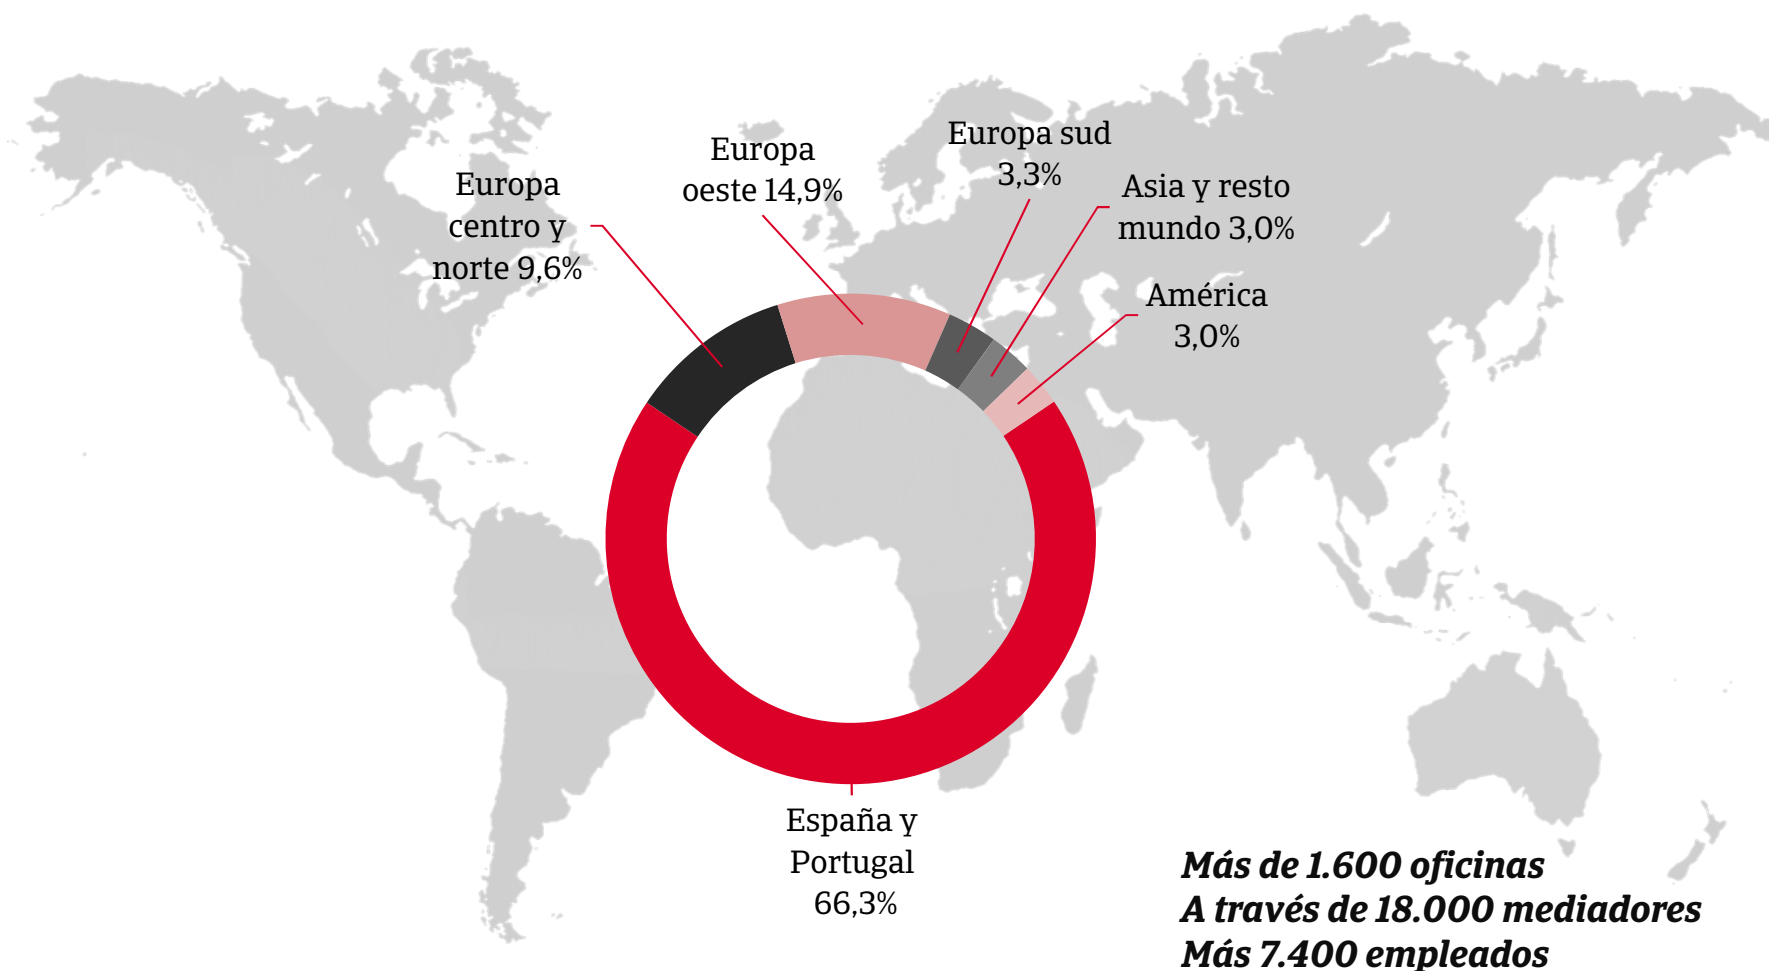 Europa
centro y
norte 9,6%
Europa
oeste 14,9%
Europa sud
3,3%
Asia y resto
mundo 3,0%
América
3,0%
España y
Portugal
66,3%
Más de 1.600 oficinas
A través de 18.000 mediadores
Más 7.400 empleados